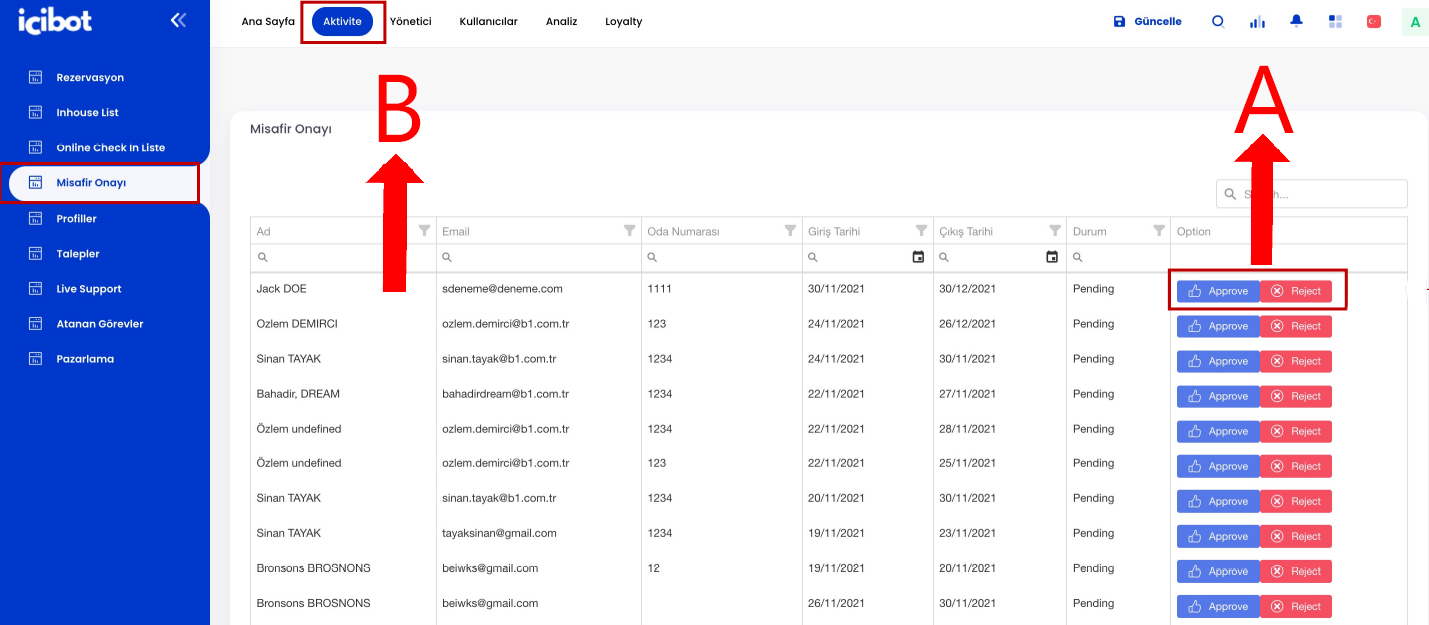 icibot
Ana Sayfa Aktivite Yönetici Kullanıcılar Analiz Loyalty Güncelle A
Rezervasyon
Inhouse List
Online Check In Liste
Misafir Onayı
Profiller
Talepler
Live Support
Atanan Görevler
Pazarlama
B
A
Misafir Onayı
Ad Email Oda Numarası Giriş Tarihi Çıkış Tarihi Durum Option
Jack DOE sdeneme@deneme.com 1111 30/11/2021 30/12/2021 Pending Approve Reject
Ozlem DEMIRCI ozlem.demirci@b1.com.tr 123 24/11/2021 26/12/2021 Pending Approve Reject
Sinan TAYAK sinan.tayak@b1.com.tr 1234 24/11/2021 30/11/2021 Pending Approve Reject
Bahadir, DREAM bahadirdream@b1.com.tr 1234 22/11/2021 27/11/2021 Pending Approve Reject
Özlem undefined ozlem.demirci@b1.com.tr 1234 22/11/2021 28/11/2021 Pending Approve Reject
Özlem undefined ozlem.demirci@b1.com.tr 123 22/11/2021 25/11/2021 Pending Approve Reject
Sinan TAYAK sinan.tayak@b1.com.tr 1234 20/11/2021 30/11/2021 Pending Approve Reject
Sinan TAYAK tayaksinan@gmail.com 1234 19/11/2021 23/11/2021 Pending Approve Reject
Bronsons BROSNONS beiwks@gmail.com 12 19/11/2021 20/11/2021 Pending Approve Reject
Bronsons BROSNONS beiwks@gmail.com 26/11/2021 30/11/2021 Pending Approve Reject